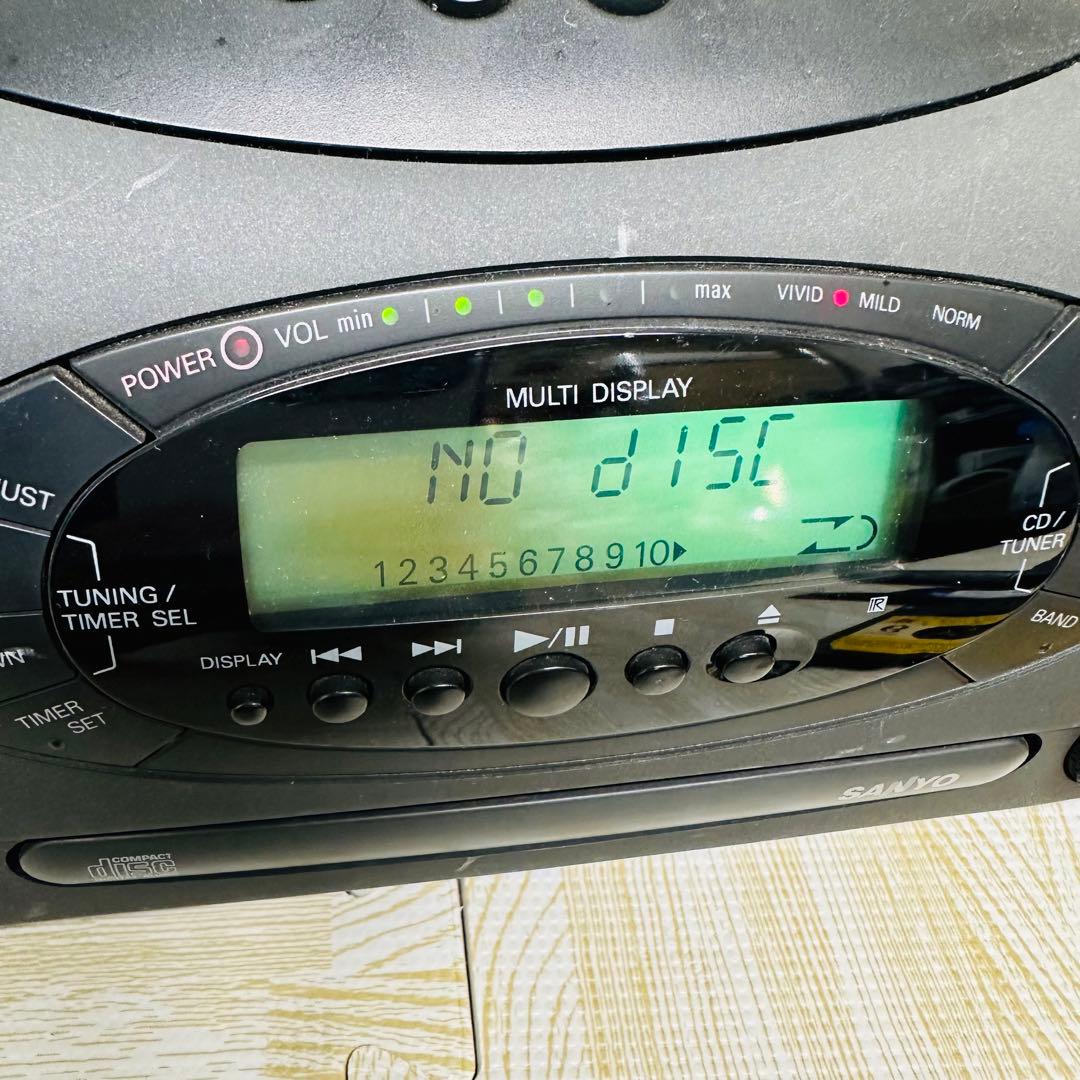 POWER VOL min max VIVID MILD NORM
MULTI DISPLAY
NO dISC
12345678910
TUNING /
TIMER SEL
CD /
TUNER
BAND
DISPLAY
TIMER
SET
SANYO
COMPACT
disc